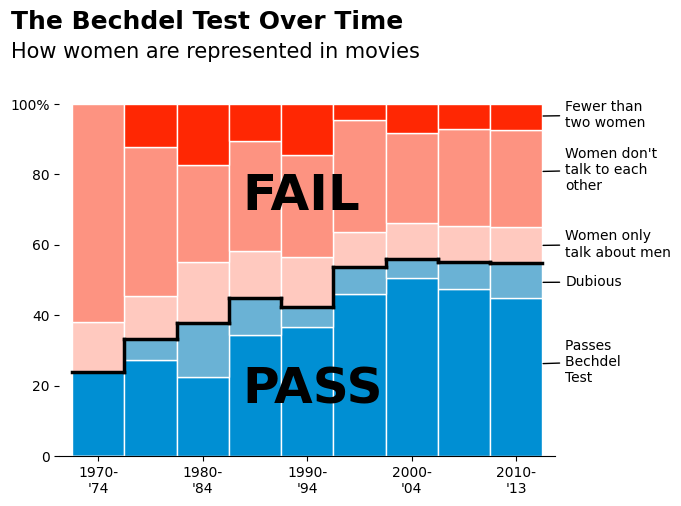 The Bechdel Test Over Time
How women are represented in movies
100%
80
60
40
20
0
FAIL
PASS
Fewer than
two women
Women don't
talk to each
other
Women only
talk about men
Dubious
Passes
Bechdel
Test
1970-
'74
1980-
'84
1990-
'94
2000-
'04
2010-
'13